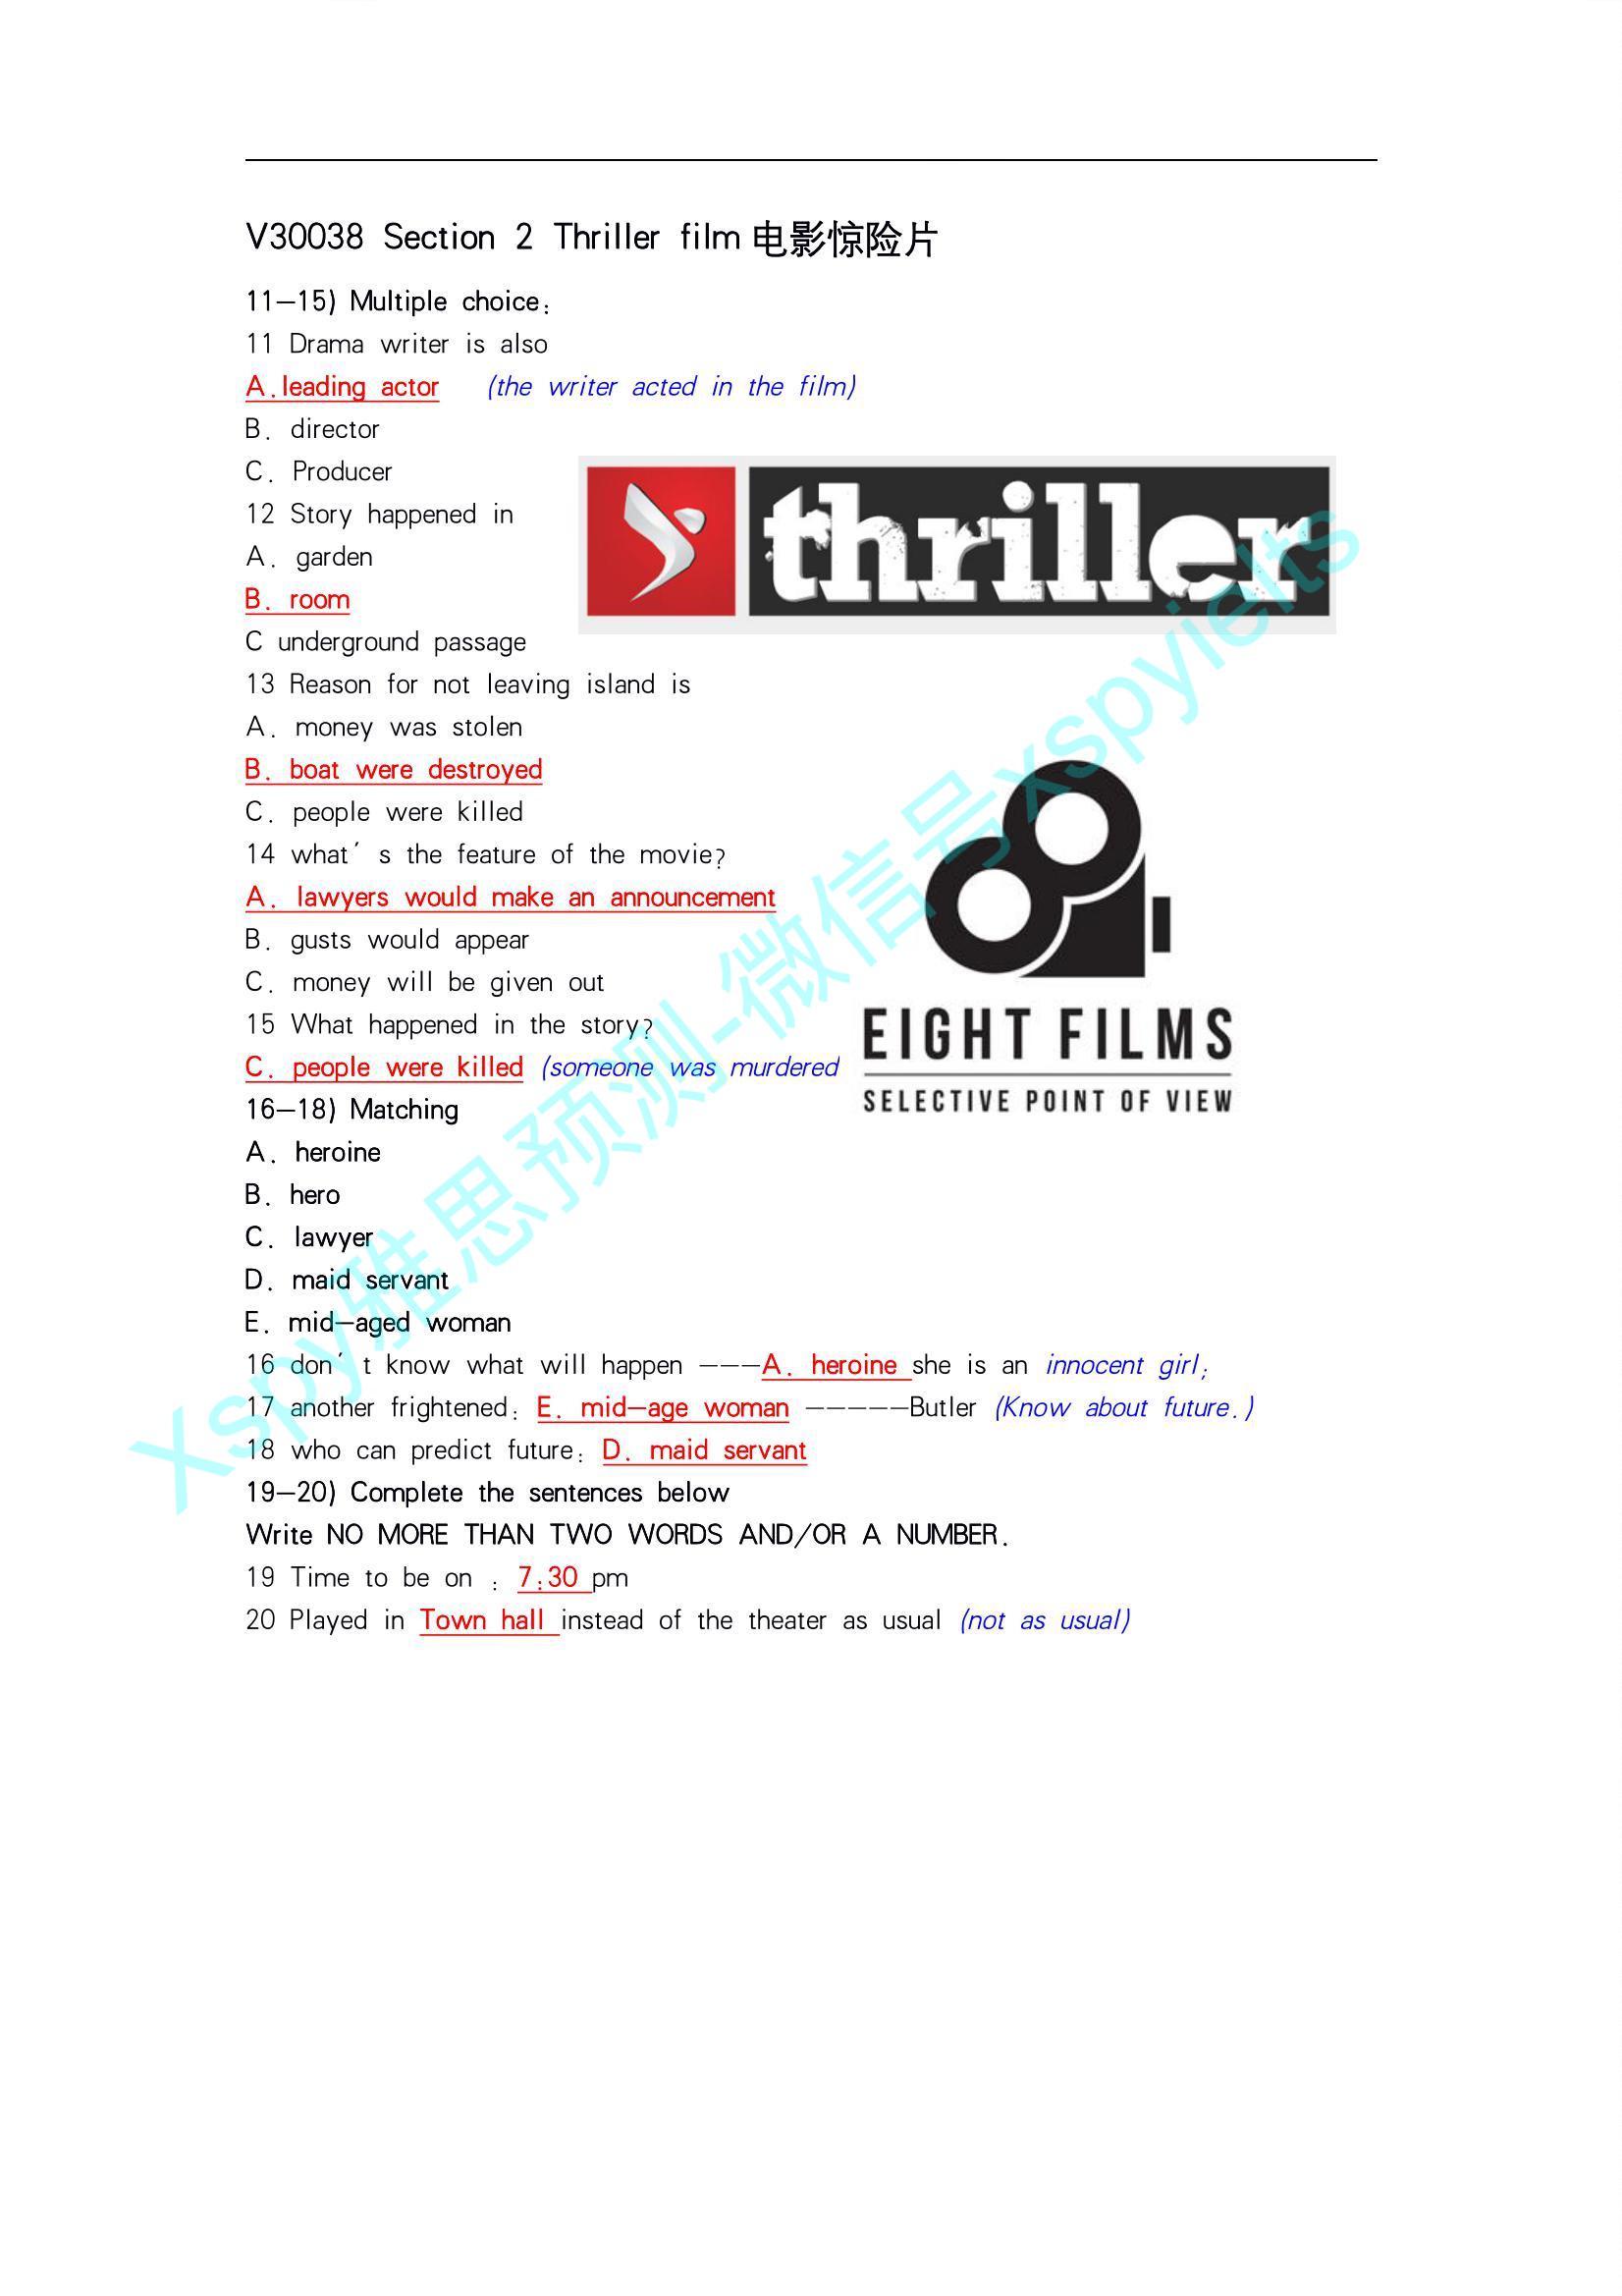 V30038 Section 2 Thriller film 电影惊险片
11-15) Multiple choice:
11 Drama writer is also
A.leading actor (the writer acted in the film)
B. director
C. Producer
12 Story happened in
A. garden
B. room
C underground passage
thriller
13 Reason for not leaving island is
A. money was stolen
B. boat were destroyed
C. people were killed
14 what's the feature of the movie?
A. lawyers would make an announcement
B. gusts would appear
C. money will be given out
15 What happened in the story?
C. people were killed (someone was murdered
EIGHT FILMS
SELECTIVE POINT OF VIEW
16-18) Matching
A. heroine
B. hero
C. lawyer
D. maid servant
E. mid-aged woman
16 don't know what will happen ---A. heroine she is an innocent girl;
17 another frightened: E. mid-age woman -----Butler (Know about future.)
18 who can predict future: D. maid servant
19-20) Complete the sentences below
Write NO MORE THAN TWO WORDS AND/OR A NUMBER.
19 Time to be on : 7:30 pm
20 Played in Town hall instead of the theater as usual (not as usual)
Xspy雅思预测-微信号xspyielts